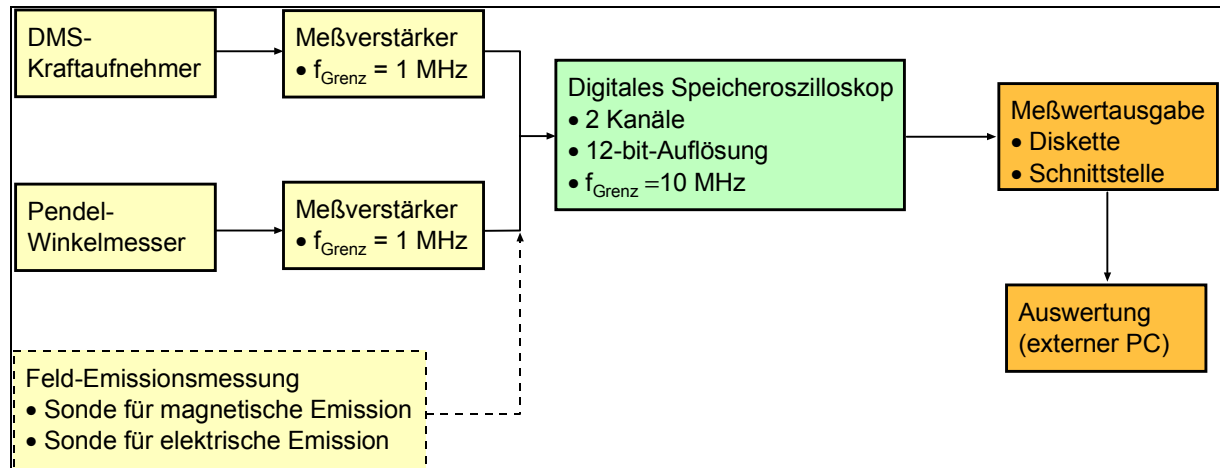 DMS-
Kraftaufnehmer
Meßverstärker
• fGrenz = 1 MHz
Pendel-
Winkelmesser
Meßverstärker
• fGrenz = 1 MHz
Feld-Emissionsmessung
• Sonde für magnetische Emission
• Sonde für elektrische Emission
Digitales Speicheroszilloskop
• 2 Kanäle
• 12-bit-Auflösung
• fGrenz =10 MHz
Meßwertausgabe
• Diskette
• Schnittstelle
Auswertung
(externer PC)